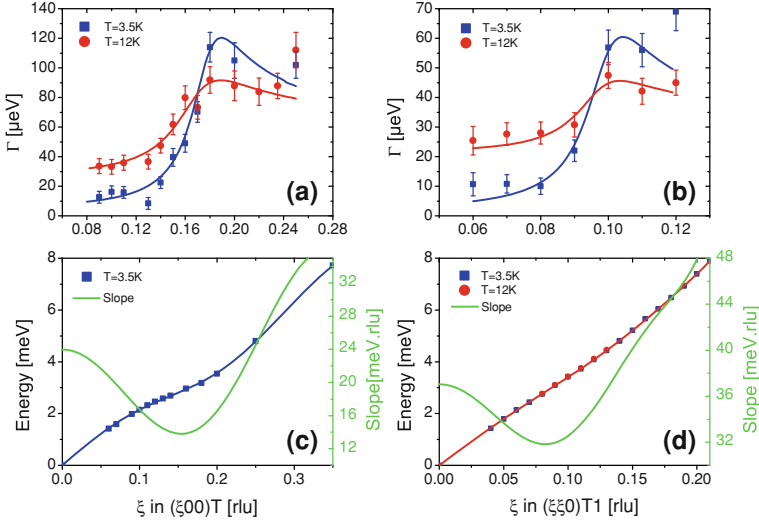 140
120
100
80
60
40
20
0
Γ [µeV]
T=3.5K
T=12K
(a)
0.08 0.12 0.16 0.20 0.24 0.28
70
60
50
40
30
20
10
0
Γ [µeV]
T=3.5K
T=12K
(b)
0.06 0.08 0.10 0.12
8
6
4
2
0
Energy [meV]
T=3.5K
Slope
(c)
32
28
24
20
16
12
Slope[meV.rlu]
0.0 0.1 0.2 0.3
ξ in (ξ00)T [rlu]
8
6
4
2
0
Energy [meV]
T=3.5K
T=12K
Slope
(d)
48
44
40
36
32
Slope [meV.rlu]
0.00 0.05 0.10 0.15 0.20
ξ in (ξξ0)T1 [rlu]